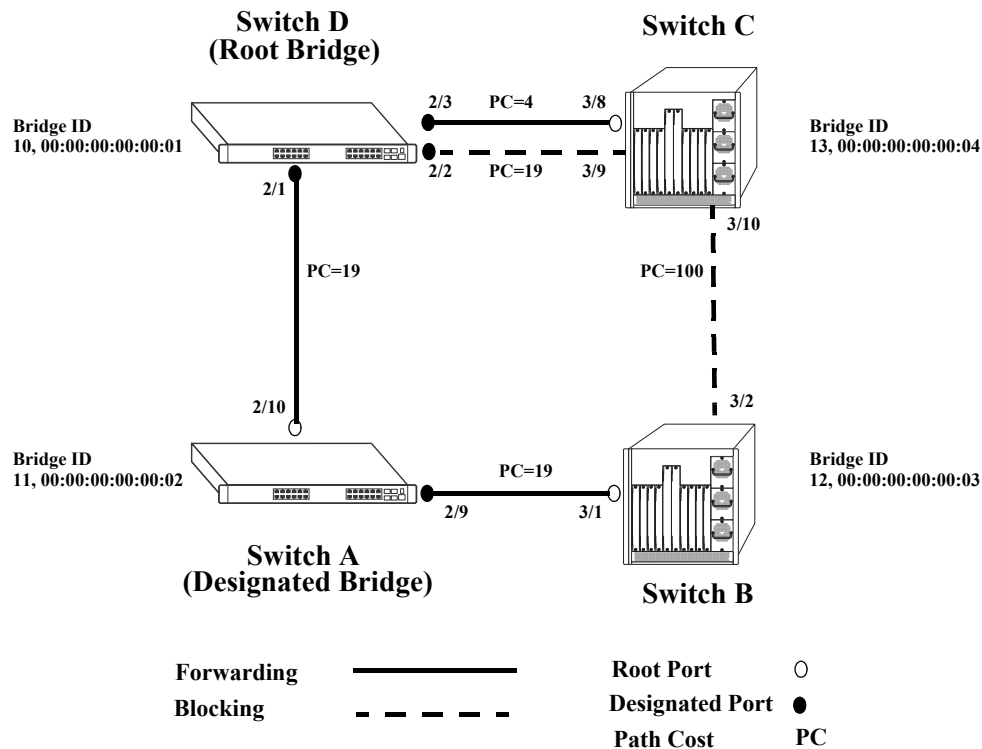 Switch D
(Root Bridge)
Switch C
Bridge ID
10, 00:00:00:00:00:01
2/3
PC=4
3/8
Bridge ID
13, 00:00:00:00:00:04
2/2
PC=19
3/9
2/1
3/10
PC=19
PC=100
2/10
3/2
Bridge ID
11, 00:00:00:00:00:02
PC=19
Bridge ID
12, 00:00:00:00:00:03
2/9
3/1
Switch A
(Designated Bridge)
Switch B
Forwarding
Root Port
Blocking
Designated Port
Path Cost
PC